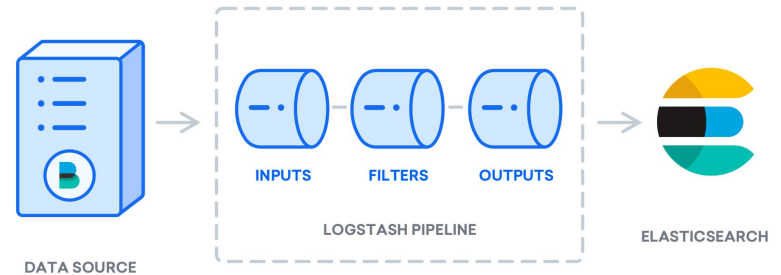 INPUTS
FILTERS
OUTPUTS
LOGSTASH PIPELINE
ELASTICSEARCH
DATA SOURCE